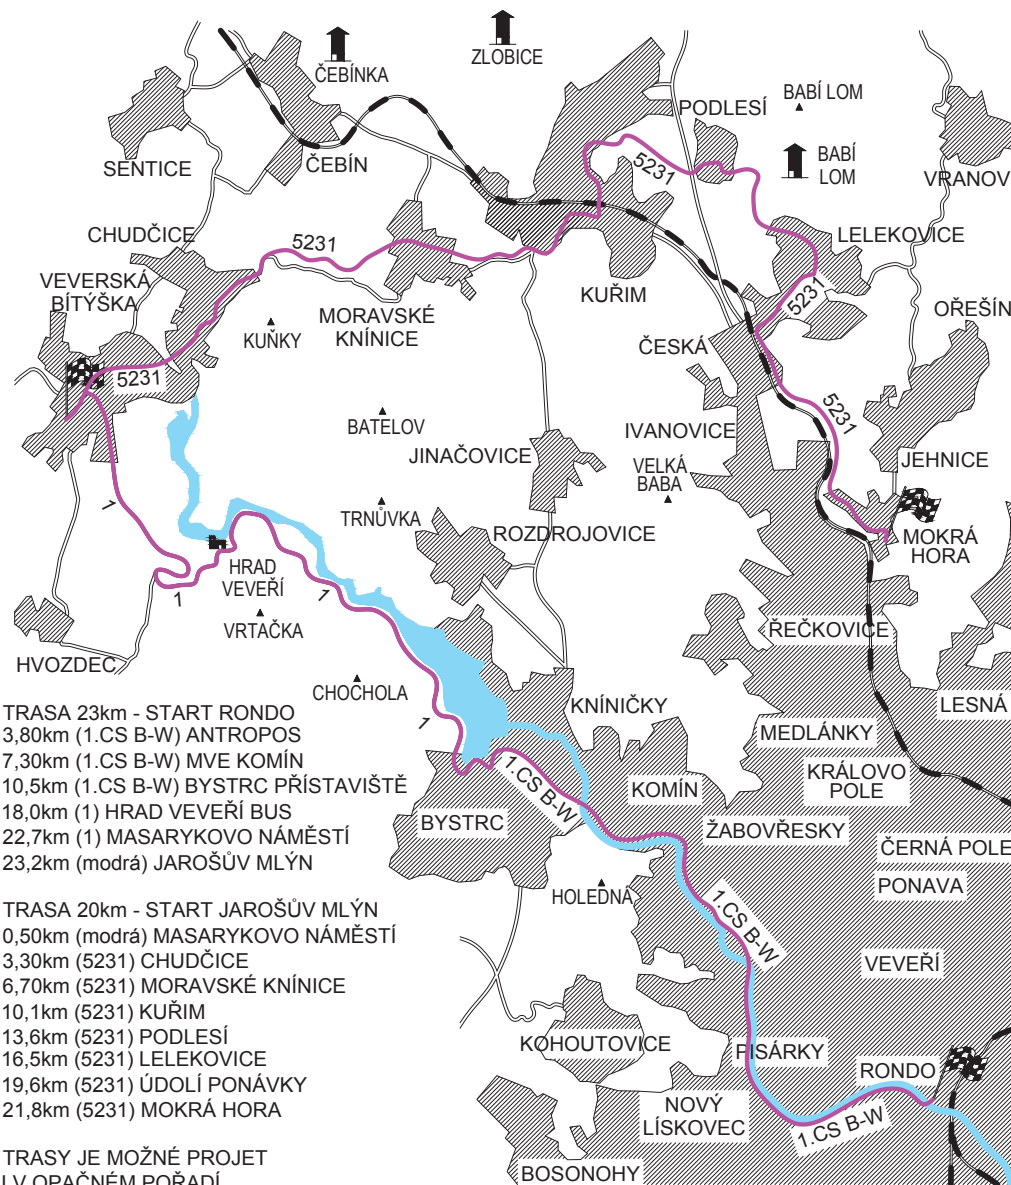 ZLOBICE
ČEBÍNKA
BABÍ LOM
PODLESÍ
SENTICE
ČEBÍN
5231
BABÍ
LOM
VRANOV
CHUDČICE
5231
LELEKOVICE
VEVERSKÁ
BÍTÝŠKA
KUŘIM
5231
OŘEŠÍN
KUŇKY
MORAVSKÉ
KNÍNICE
ČESKÁ
5231
5231
BATELOV
IVANOVICE
JINAČOVICE
VELKÁ
BABA
JEHNICE
1
TRNŮVKA
ROZDROJOVICE
MOKRÁ
HORA
HRAD
VEVEŘÍ
1
1
VRTAČKA
ŘEČKOVICE
HVOZDEC
CHOCHOLA
1
KNÍNIČKY
LESNÁ
MEDLÁNKY
1.CS B-W
KOMÍN
KRÁLOVO
POLE
BYSTRC
ŽABOVŘESKY
ČERNÁ POLE
HOLEDNÁ
PONAVA
1.CS B-W
VEVEŘÍ
KOHOUTOVICE
PISÁRKY
RONDO
NOVÝ
LÍSKOVEC
1.CS B-W
BOSONOHY
TRASA 23km - START RONDO
3,80km (1.CS B-W) ANTROPOS
7,30km (1.CS B-W) MVE KOMÍN
10,5km (1.CS B-W) BYSTRC PŘÍSTAVIŠTĚ
18,0km (1) HRAD VEVEŘÍ BUS
22,7km (1) MASARYKOVO NÁMĚSTÍ
23,2km (modrá) JAROŠŮV MLÝN
TRASA 20km - START JAROŠŮV MLÝN
0,50km (modrá) MASARYKOVO NÁMĚSTÍ
3,30km (5231) CHUDČICE
6,70km (5231) MORAVSKÉ KNÍNICE
10,1km (5231) KUŘIM
13,6km (5231) PODLESÍ
16,5km (5231) LELEKOVICE
19,6km (5231) ÚDOLÍ PONÁVKY
21,8km (5231) MOKRÁ HORA
TRASY JE MOŽNÉ PROJET
I V OPAČNÉM POŘADÍ